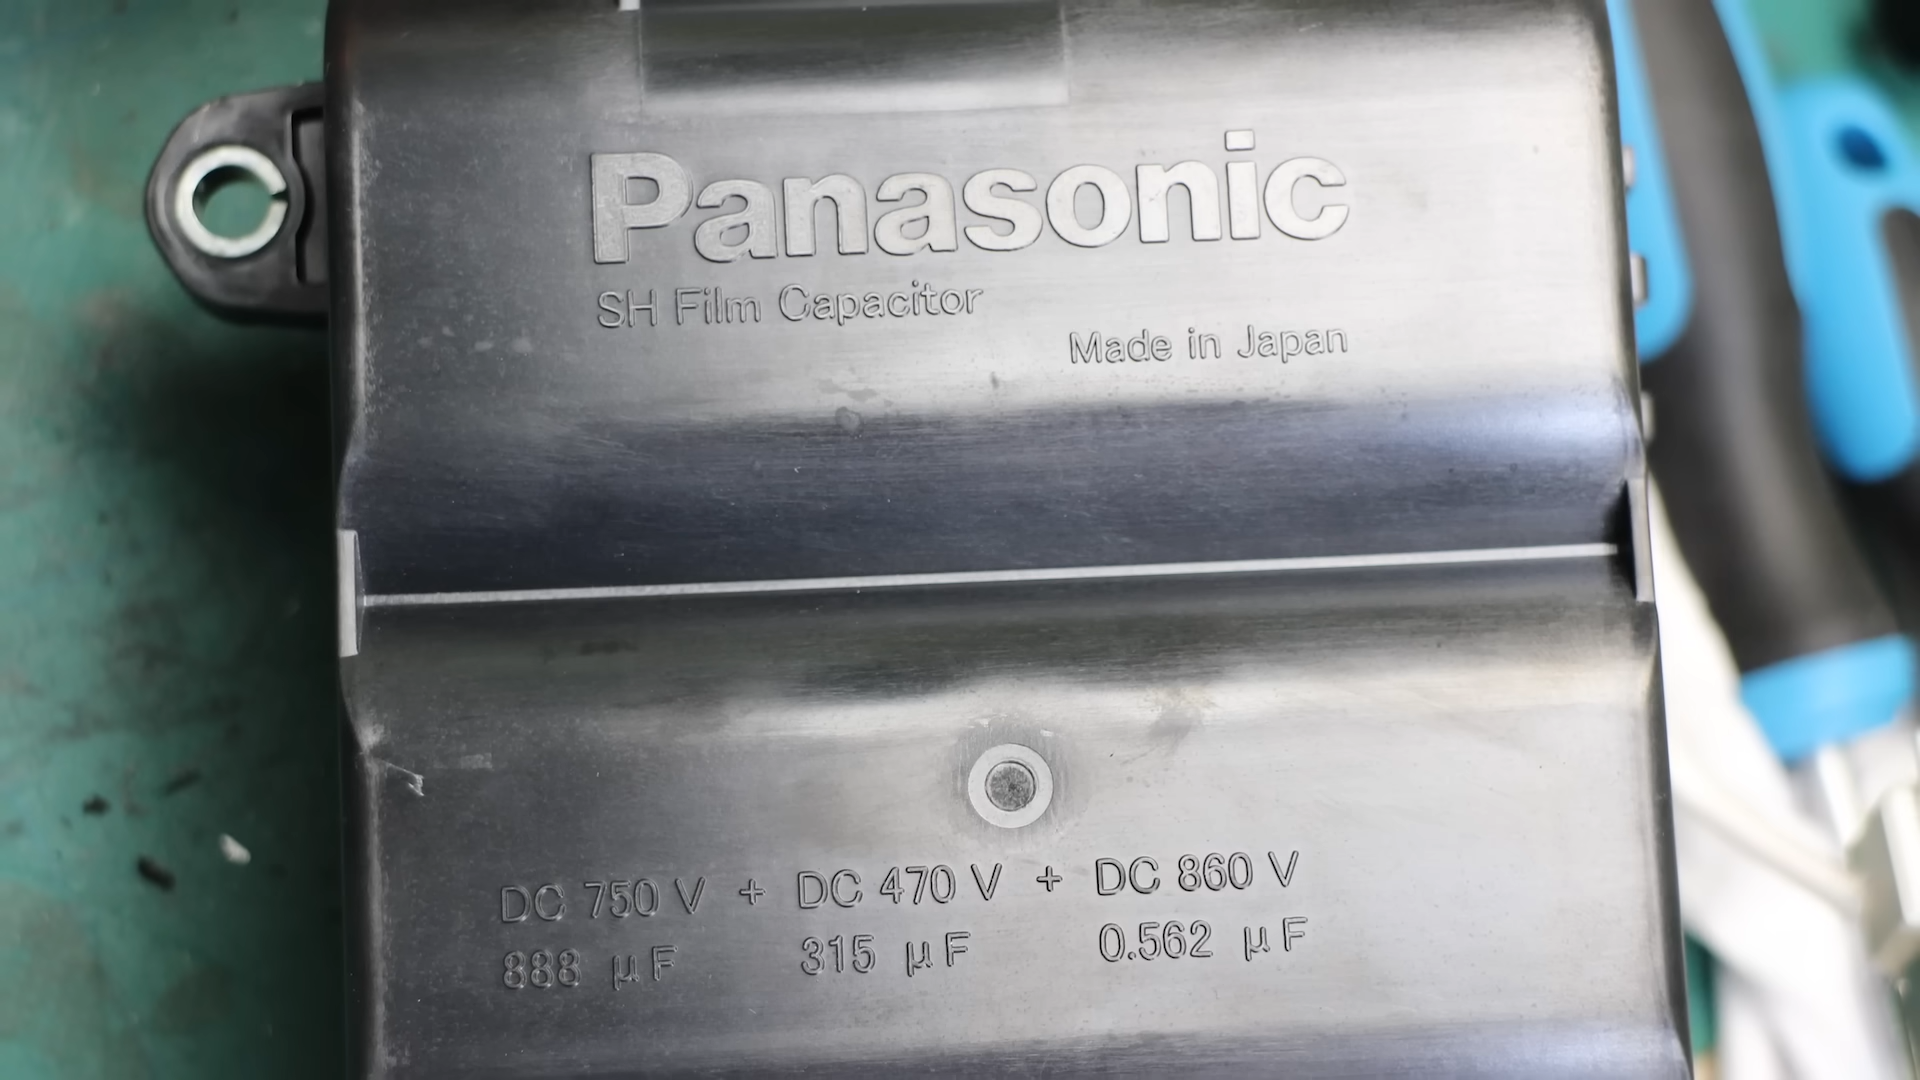 Panasonic
SH Film Capacitor
Made in Japan
DC 750 V + DC 470 V + DC 860 V
888 μF 315 μF 0.562 μF